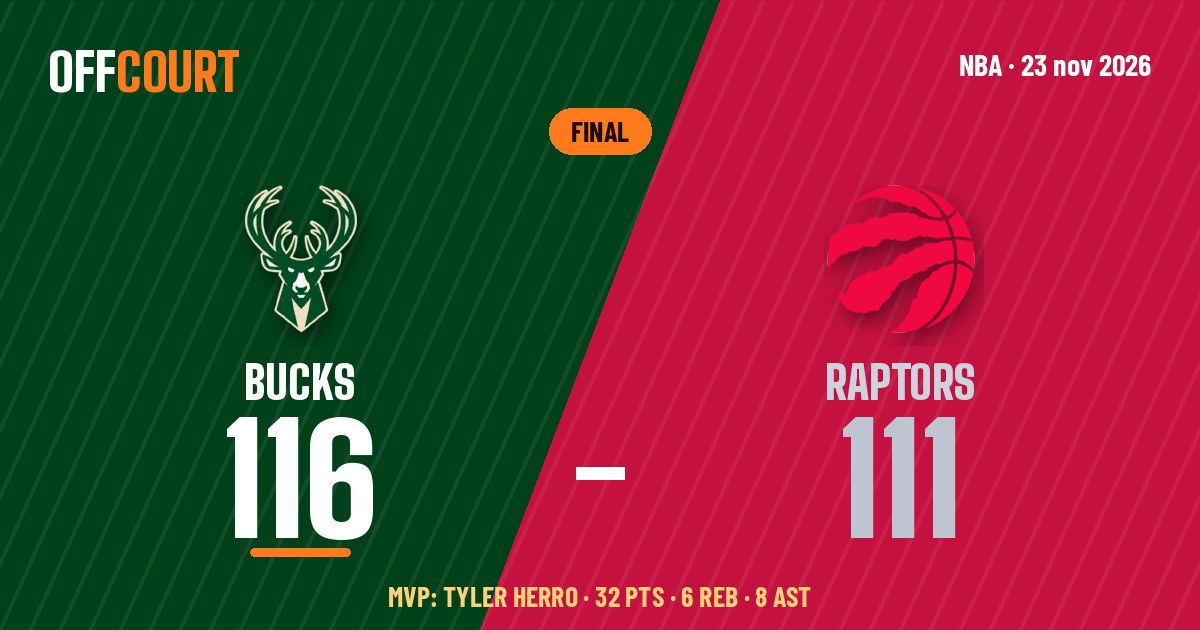 OFFCOURT
NBA · 23 nov 2026
FINAL
BUCKS
116
–
RAPTORS
111
MVP: TYLER HERRO · 32 PTS · 6 REB · 8 AST